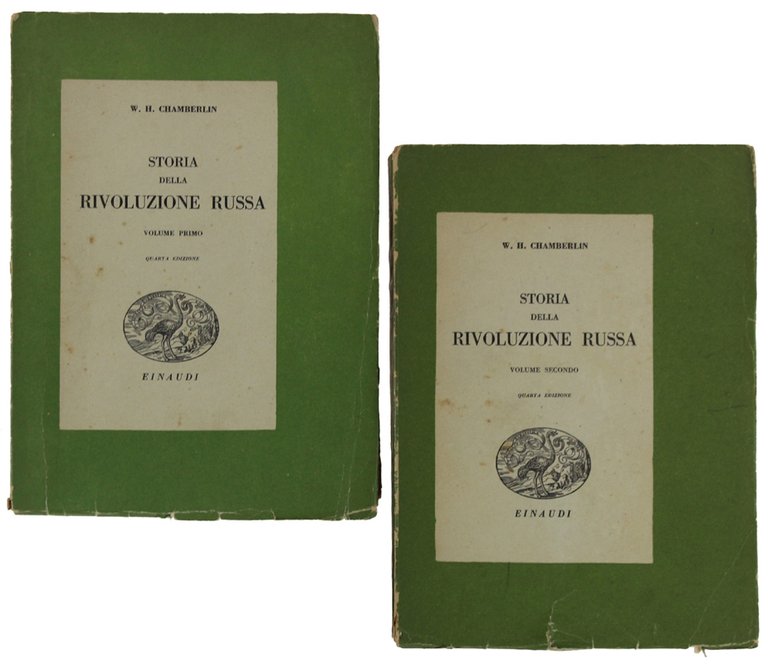 W. H. CHAMBERLIN
STORIA
DELLA
RIVOLUZIONE RUSSA
VOLUME PRIMO
QUARTA EDIZIONE
EINAUDI
W. H. CHAMBERLIN
STORIA
DELLA
RIVOLUZIONE RUSSA
VOLUME SECONDO
QUARTA EDIZIONE
EINAUDI